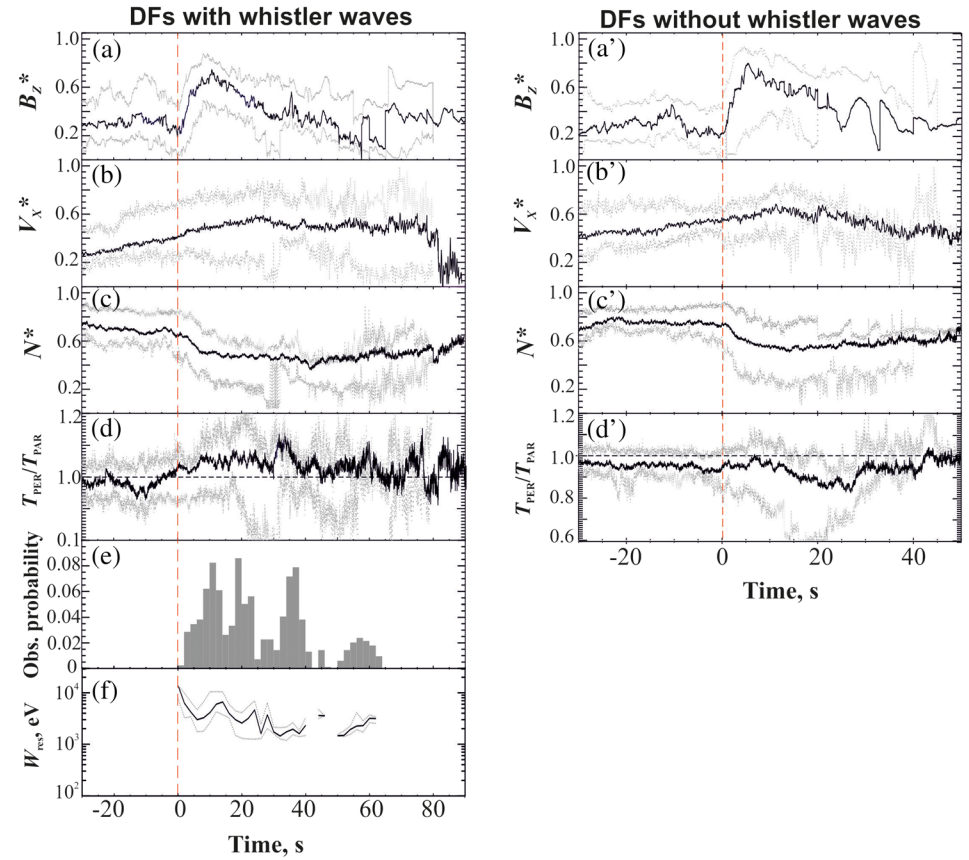 DFs with whistler waves
DFs without whistler waves
(a)
B_Z*
1.0
0.6
0.2
(a')
B_Z*
1.0
0.6
0.2
(b)
V_X*
1.0
0.6
0.2
(b')
V_X*
1.0
0.6
0.2
(c)
N*
1.0
0.6
0.2
(c')
N*
1.0
0.6
0.2
(d)
T_PER/T_PAR
1.2
1.0
0.1
(d')
T_PER/T_PAR
1.2
1.0
0.9
0.8
0.6
-20 0 20 40
Time, s
(e)
Obs. probability
0.08
0.06
0.04
0.02
0
(f)
W_res, eV
10^4
10^3
10^2
-20 0 20 40 60 80
Time, s